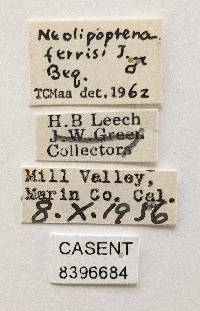 Neolipoptena
ferrisi J.
Beq. ♂
TCMaa det. 1962
H.B Leech
J.W. Green
Collectors
Mill Valley,
Marin Co. Cal.
8.X.1956
CASENT
8396684